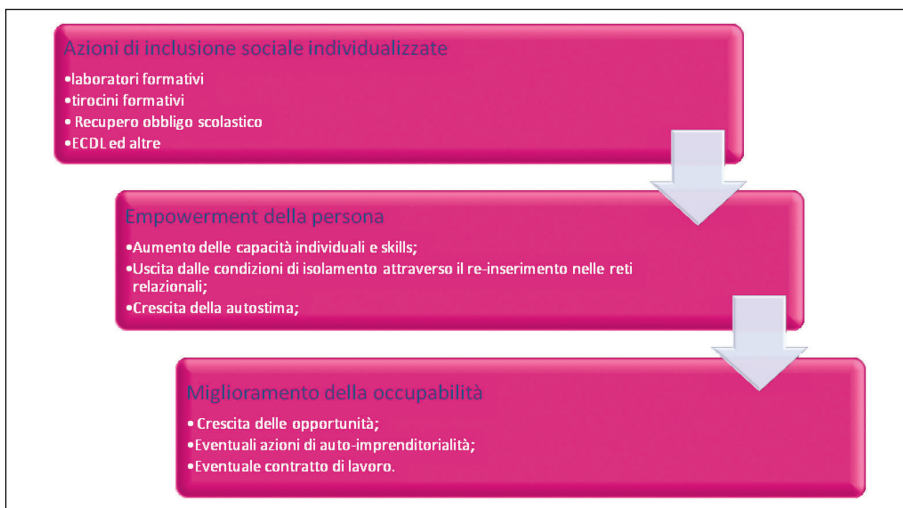 Azioni di inclusione sociale individualizzate
•laboratori formativi
•tirocini formativi
• Recupero obbligo scolastico
•ECDL ed altre
Empowerment della persona
•Aumento delle capacità individuali e skills;
•Uscita dalle condizioni di isolamento attraverso il re-inserimento nelle reti
relazionali;
•Crescita della autostima;
Miglioramento della occupabilità
• Crescita delle opportunità;
•Eventuali azioni di auto-imprenditorialità;
•Eventuale contratto di lavoro.